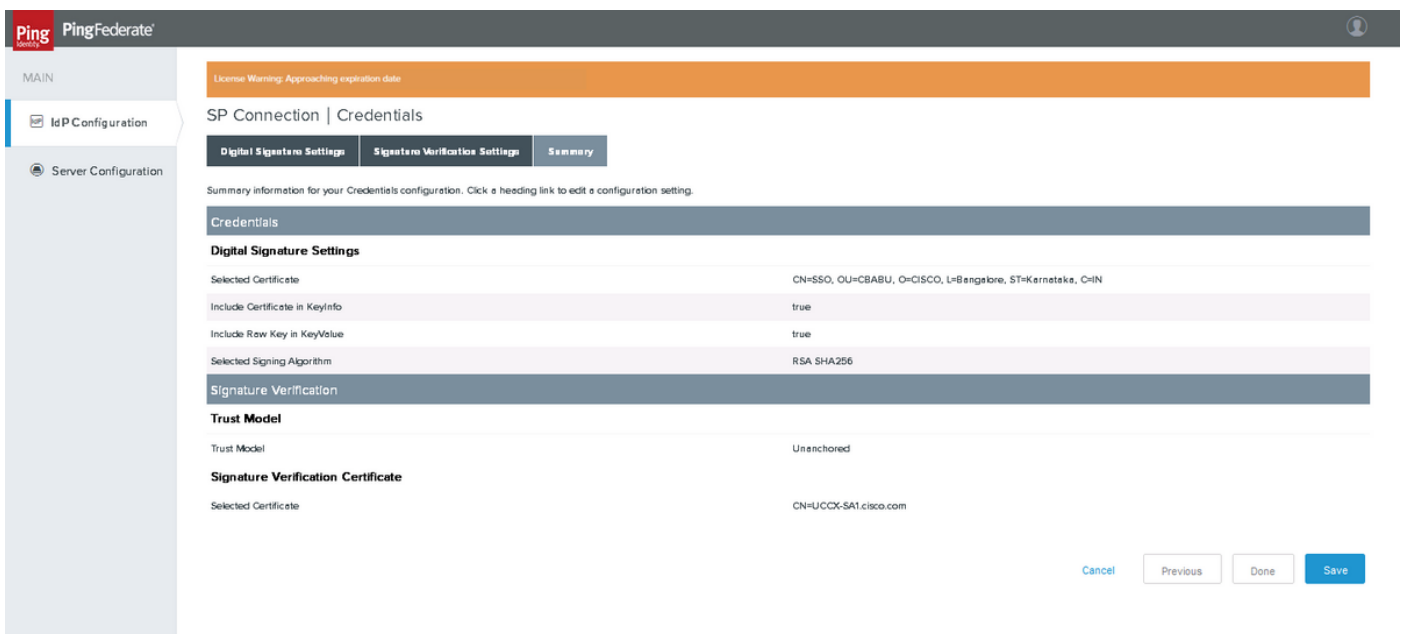 Ping
Identity.
PingFederate®
MAIN
IdP Configuration
Server Configuration
License Warning: Approaching expiration date
SP Connection | Credentials
Digital Signature Settings
Signature Verification Settings
Summary
Summary information for your Credentials configuration. Click a heading link to edit a configuration setting.
Credentials
Digital Signature Settings
Selected Certificate CN=SSO, OU=CBABU, O=CISCO, L=Bangalore, ST=Karnataka, C=IN
Include Certificate in KeyInfo true
Include Raw Key in KeyValue true
Selected Signing Algorithm RSA SHA256
Signature Verification
Trust Model
Trust Model Unanchored
Signature Verification Certificate
Selected Certificate CN=UCCX-SA1.cisco.com
Cancel Previous Done Save